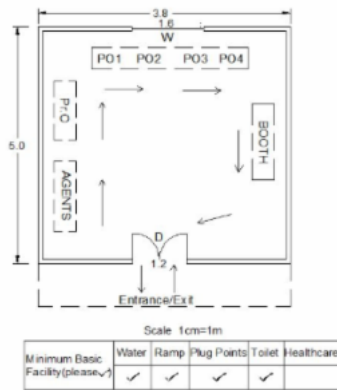 3.8
1.6
W
PO1 PO2 PO3 PO4
Pr.O
5.0
BOOTH
AGENTS
D
1.2
Entrance/Exit
Scale 1cm=1m
Minimum Basic Facility(please✓) Water Ramp Plug Points Toilet Healthcare
✓ ✓ ✓ ✓